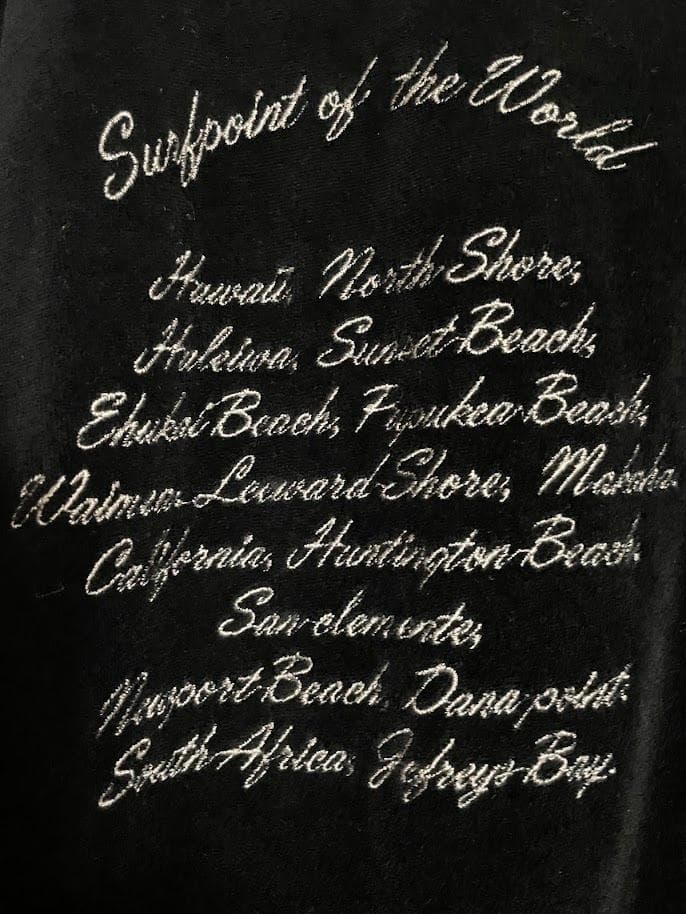 Surfpoint of the World
Hawaii, North Shore,
Haleiwa, Sunset Beach,
Ehukai Beach, Pupukea Beach,
Waimea Leeward Shore, Makaha
California, Huntington Beach
San clemente,
Newport Beach, Dana point.
South Africa, Jefreys Bay.